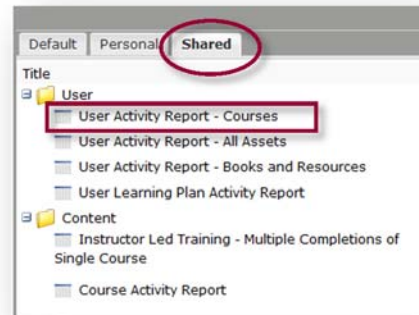 Default Personal Shared
Title
User
User Activity Report - Courses
User Activity Report - All Assets
User Activity Report - Books and Resources
User Learning Plan Activity Report
Content
Instructor Led Training - Multiple Completions of
Single Course
Course Activity Report